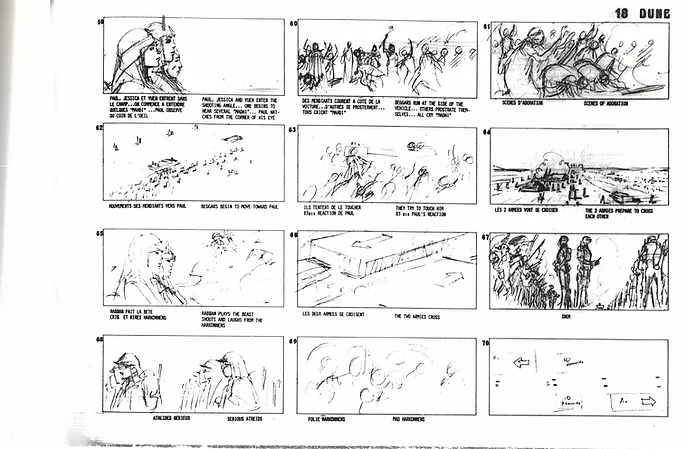 18 DUNE
59
PAUL, JESSICA ET YUEH ENTRENT DANS
LE CHAMP...ON COMMENCE A ENTENDRE
QUELQUES "MAHDI" ...PAUL OBSERVE
DU COIN DE L'OEIL
PAUL, JESSICA AND YUEH ENTER THE
SHOOTING ANGLE... ONE BEGINS TO
HEAR SEVERAL "MAHDI"... PAUL WAT-
CHES FROM THE CORNER OF HIS EYE
60
DES MENDIANTS COURENT A COTE DE LA
VOITURE...D'AUTRES SE PROSTERNENT...
TOUS CRIENT "MAHDI"
BEGGARS RUN AT THE SIDE OF THE
VEHICLE... OTHERS PROSTRATE THEM-
SELVES... ALL CRY "MADHI"
61
SCENES D'ADORATION
SCENES OF ADORATION
62
MOUVEMENTS DES MENDIANTS VERS PAUL
BEGGARS BEGIN TO MOVE TOWARD PAUL
63
ILS TENTENT DE LE TOUCHER
63bis REACTION DE PAUL
THEY TRY TO TOUCH HIM
63 bis PAUL'S REACTION
64
LES 2 ARMEES VONT SE CROISER
THE 2 ARMIES PREPARE TO CROSS
EACH OTHER
65
RABBAN FAIT LA BETE
CRIS ET RIRES HARKONNENS
RABBAN PLAYS THE BEAST
SHOUTS AND LAUGHS FROM THE
HARKONNENS
66
LES DEUX ARMEES SE CROISENT
THE TWO ARMIES CROSS
67
IDEM
68
ATREIDES SERIEUX
SERIOUS ATREIDS
69
FOLIE HARKONNENS
MAD HARKONNENS
70